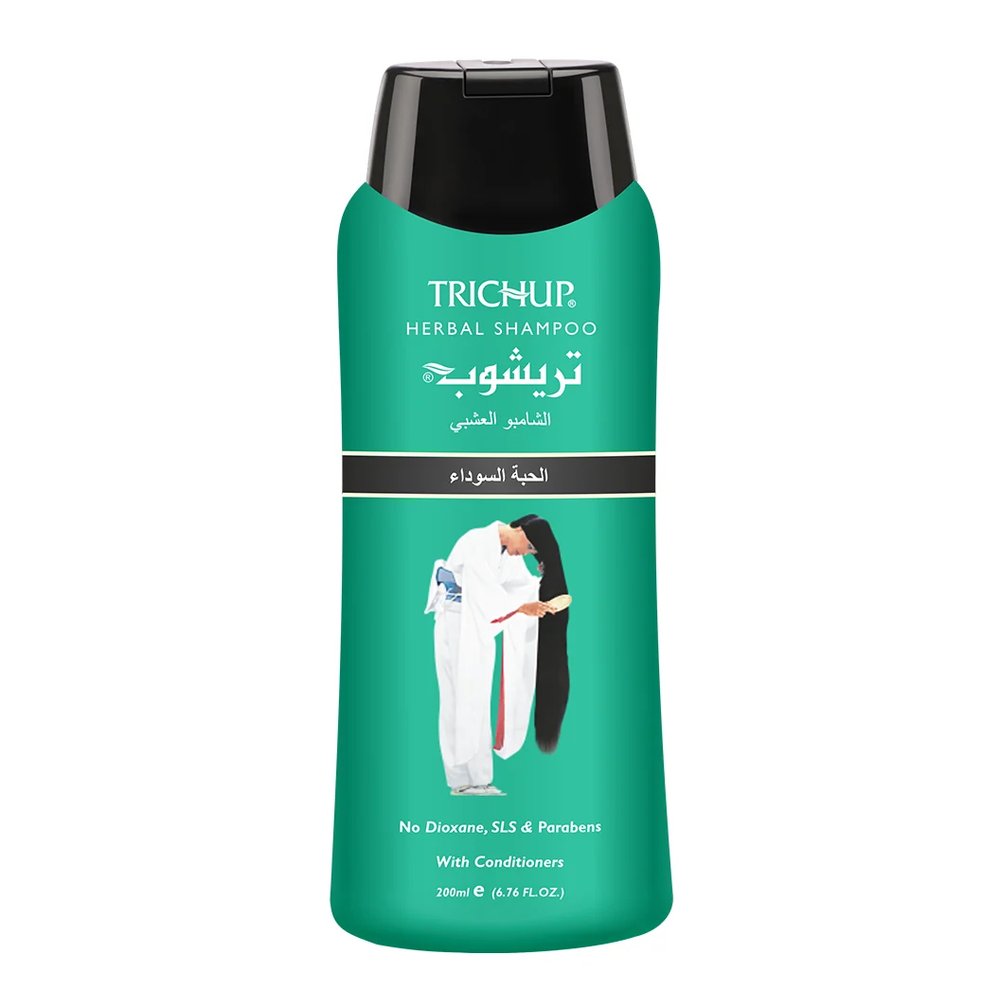 TRICHUP®
HERBAL SHAMPOO
تريشوب®
الشامبو العشبي
الحبة السوداء
No Dioxane, SLS & Parabens
With Conditioners
200ml e (6.76 FL.OZ.)